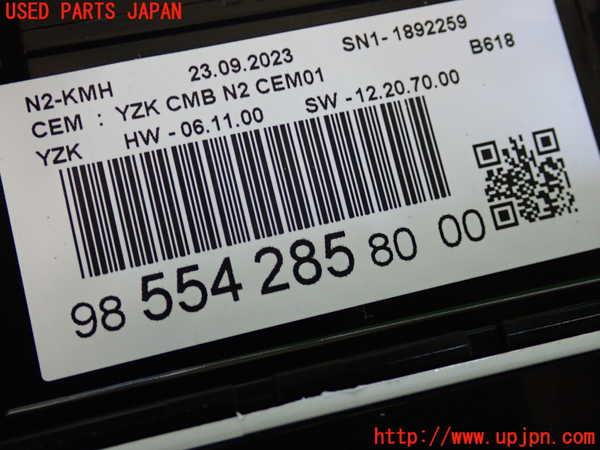 USED PARTS JAPAN
N2-KMH 23.09.2023 SN1-1892259
CEM : YZK CMB N2 CEM01 B618
YZK HW -06.11.00 SW -12.20.70.00
98 554 285 80 00
http://www.upjpn.com